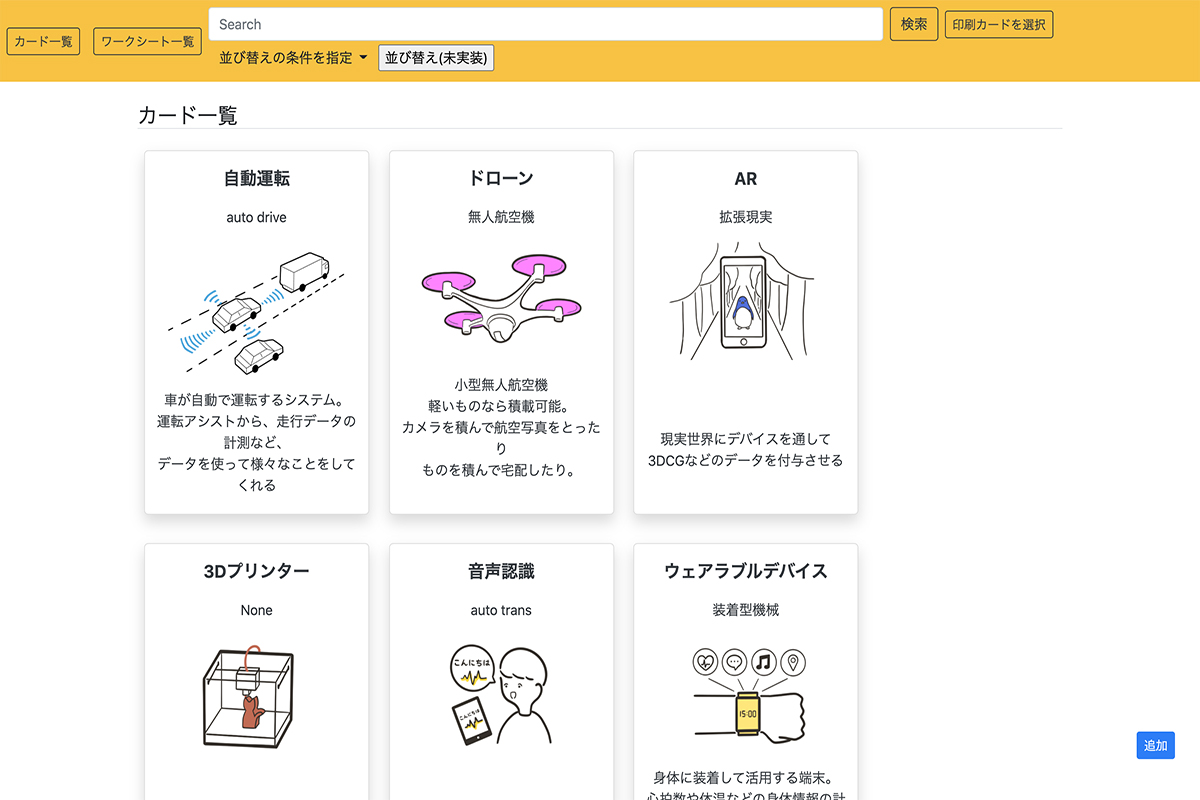 カード一覧
ワークシート一覧
Search
検索
印刷カードを選択
並び替えの条件を指定
並び替え(未実装)
カード一覧
自動運転
auto drive
車が自動で運転するシステム。
運転アシストから、走行データの
計測など、
データを使って様々なことをして
くれる
ドローン
無人航空機
小型無人航空機
軽いものなら積載可能。
カメラを積んで航空写真をとった
り
ものを積んで宅配したり。
AR
拡張現実
現実世界にデバイスを通して
3DCGなどのデータを付与させる
3Dプリンター
None
音声認識
auto trans
こんにちは
こんにちは
ウェアラブルデバイス
装着型機械
15:00
身体に装着して活用する端末。
心拍数や体温などの身体情報の計
追加